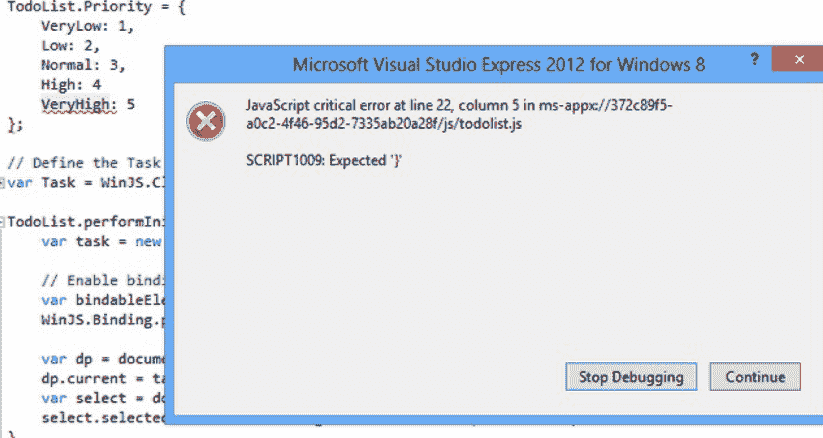 TodoList.Priority = {
VeryLow: 1,
Low: 2,
Normal: 3,
High: 4
VeryHigh: 5
};
// Define the Task
var Task = WinJS.Cl
TodoList.performIni
var task = new
// Enable bindi
var bindableEle
WinJS.Binding.p
var dp = docume
dp.current = ta
var select = do
select.selected
}
Microsoft Visual Studio Express 2012 for Windows 8
?
×
JavaScript critical error at line 22, column 5 in ms-appx://372c89f5-
a0c2-4f46-95d2-7335ab20a28f/js/todolist.js
SCRIPT1009: Expected '}'
Stop Debugging
Continue